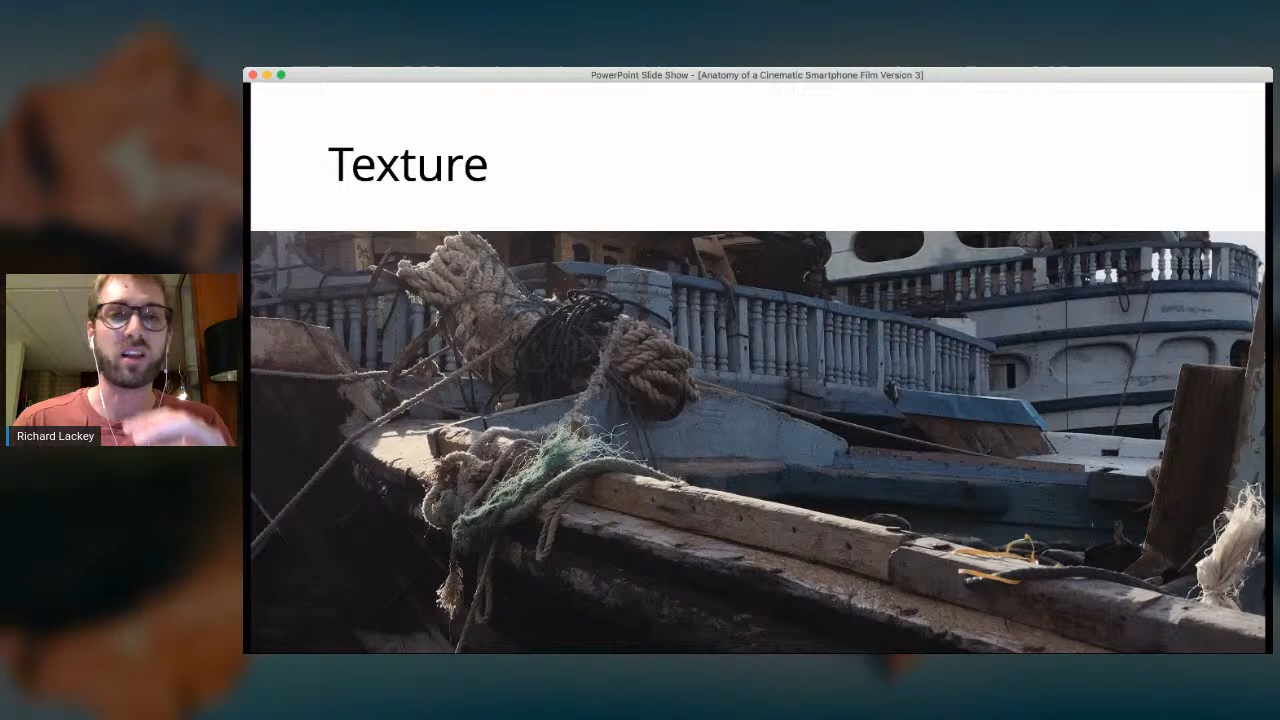 PowerPoint Slide Show - [Anatomy of a Cinematic Smartphone Film Version 3]
Texture
Richard Lackey